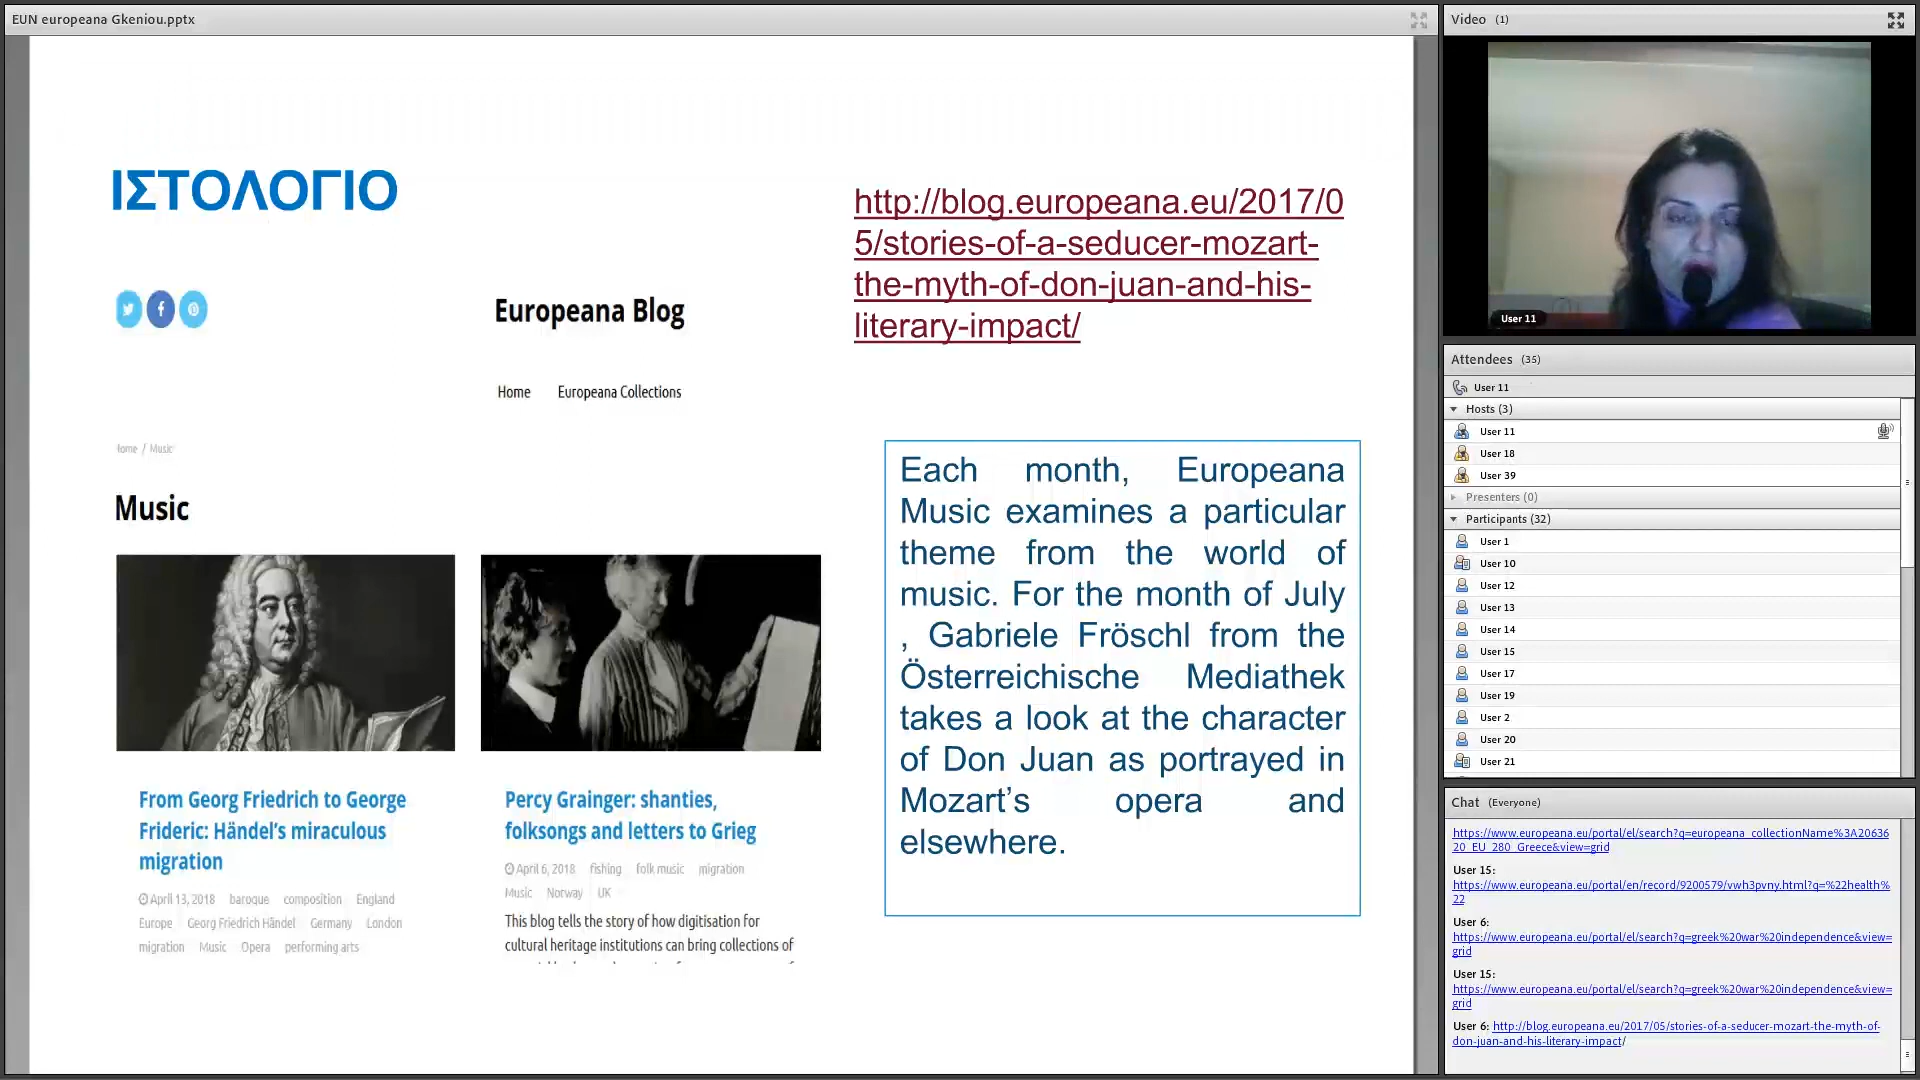 EUN europeana Gkeniou.pptx
ΙΣΤΟΛΟΓΙΟ
Europeana Blog
Home Europeana Collections
Home / Music
Music
From Georg Friedrich to George
Frideric: Händel’s miraculous
migration
April 13, 2018 baroque composition England
Europe Georg Friedrich Händel Germany London
migration Music Opera performing arts
Percy Grainger: shanties,
folksongs and letters to Grieg
April 6, 2018 fishing folk music migration
Music Norway UK
This blog tells the story of how digitisation for
cultural heritage institutions can bring collections of
http://blog.europeana.eu/2017/0
5/stories-of-a-seducer-mozart-
the-myth-of-don-juan-and-his-
literary-impact/
Each month, Europeana
Music examines a particular
theme from the world of
music. For the month of July
, Gabriele Fröschl from the
Österreichische Mediathek
takes a look at the character
of Don Juan as portrayed in
Mozart’s opera and
elsewhere.
Video (1)
User 11
Attendees (35)
User 11
Hosts (3)
User 11
User 18
User 39
Presenters (0)
Participants (32)
User 1
User 10
User 12
User 13
User 14
User 15
User 17
User 19
User 2
User 20
User 21
Chat (Everyone)
https://www.europeana.eu/portal/el/search?q=europeana_collectionName%3A20636
20_EU_280_Greece&view=grid
User 15:
https://www.europeana.eu/portal/en/record/9200579/vwh3pvny.html?q=%22health%
22
User 6:
https://www.europeana.eu/portal/el/search?q=greek%20war%20independence&view=
grid
User 15:
https://www.europeana.eu/portal/el/search?q=greek%20war%20independence&view=
grid
User 6: http://blog.europeana.eu/2017/05/stories-of-a-seducer-mozart-the-myth-of-
don-juan-and-his-literary-impact/